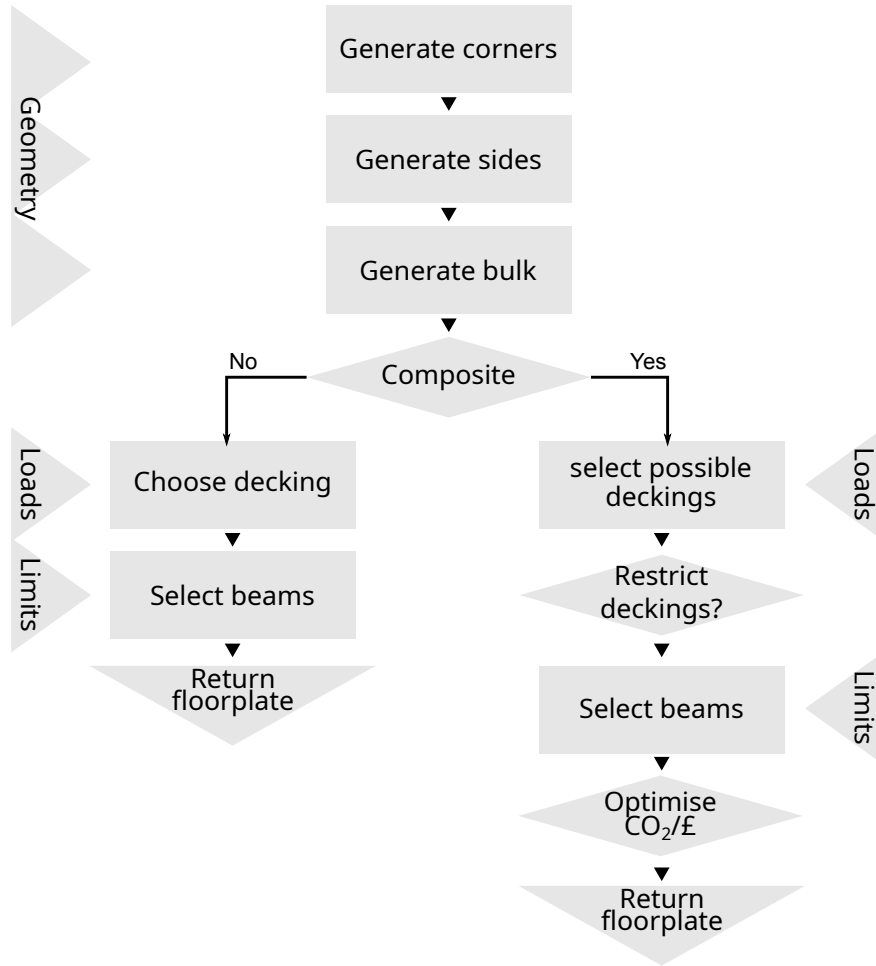 Generate corners
Geometry
Generate sides
Generate bulk
No
Yes
Composite
Loads
Choose decking
select possible
deckings
Loads
Limits
Select beams
Restrict
deckings?
Return
floorplate
Select beams
Limits
Optimise
CO₂/£
Return
floorplate